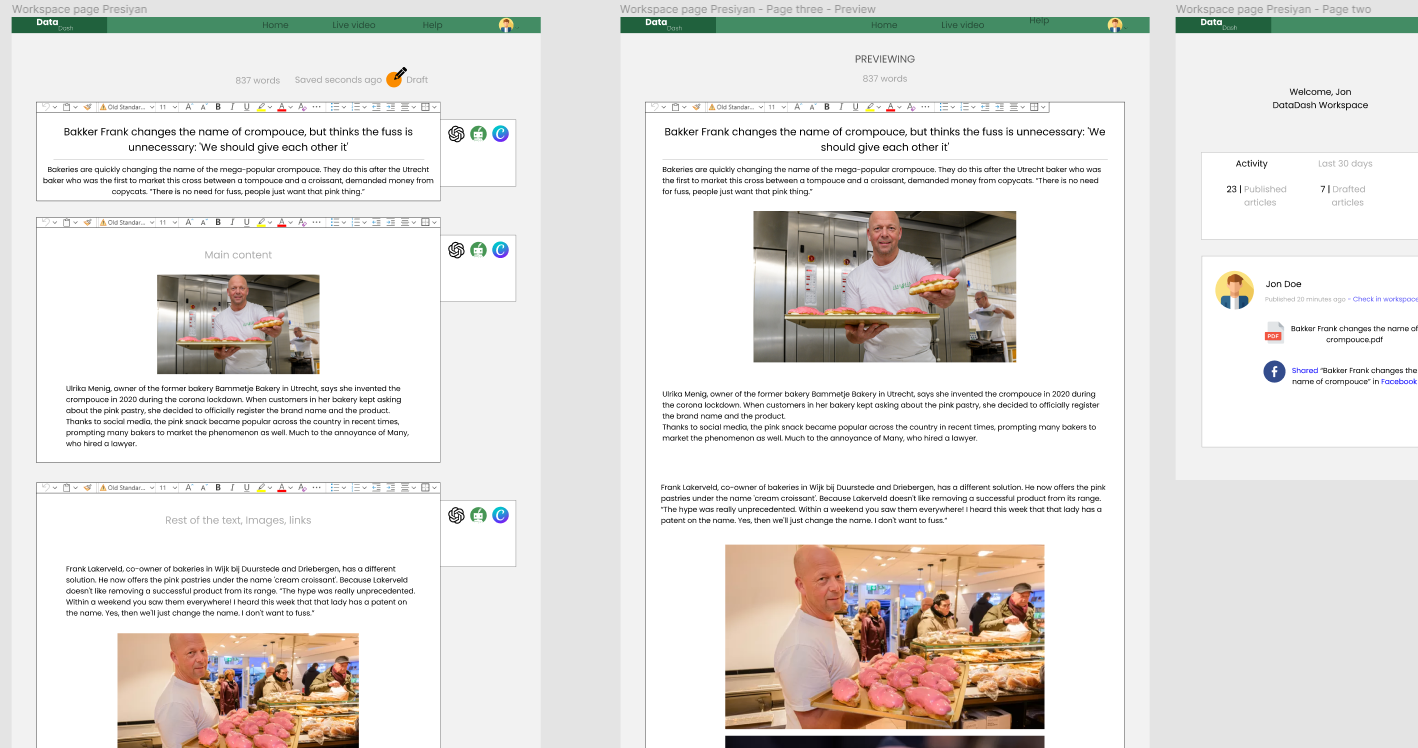 Workspace page Presiyan
Data
Dash
Home
Live video
Help
837 words
Saved seconds ago
Draft
Old Standar...
11
B I U
Bakker Frank changes the name of crompouce, but thinks the fuss is
unnecessary: 'We should give each other it'
Bakeries are quickly changing the name of the mega-popular crompouce. They do this after the Utrecht
baker who was the first to market this cross between a tompouce and a croissant, demanded money from
copycats. "There is no need for fuss, people just want that pink thing."
Old Standar...
11
B I U
Main content
Ulrika Menig, owner of the former bakery Bammetje Bakery in Utrecht, says she invented the
crompouce in 2020 during the corona lockdown. When customers in her bakery kept asking
about the pink pastry, she decided to officially register the brand name and the product.
Thanks to social media, the pink snack became popular across the country in recent times,
prompting many bakers to market the phenomenon as well. Much to the annoyance of Many,
who hired a lawyer.
Old Standar...
11
B I U
Rest of the text, Images, links
Frank Lakerveld, co-owner of bakeries in Wijk bij Duurstede and Driebergen, has a different
solution. He now offers the pink pastries under the name 'cream croissant'. Because Lakerveld
doesn't like removing a successful product from its range. "The hype was really unprecedented.
Within a weekend you saw them everywhere! I heard this week that that lady has a patent on
the name. Yes, then we'll just change the name. I don't want to fuss."
Workspace page Presiyan - Page three - Preview
Data
Dash
Home
Live video
Help
PREVIEWING
837 words
Old Standar...
11
B I U
Bakker Frank changes the name of crompouce, but thinks the fuss is unnecessary: 'We
should give each other it'
Bakeries are quickly changing the name of the mega-popular crompouce. They do this after the Utrecht baker who was
the first to market this cross between a tompouce and a croissant, demanded money from copycats. "There is no need
for fuss, people just want that pink thing."
Ulrika Menig, owner of the former bakery Bammetje Bakery in Utrecht, says she invented the crompouce in 2020 during
the corona lockdown. When customers in her bakery kept asking about the pink pastry, she decided to officially register
the brand name and the product.
Thanks to social media, the pink snack became popular across the country in recent times, prompting many bakers to
market the phenomenon as well. Much to the annoyance of Many, who hired a lawyer.
Frank Lakerveld, co-owner of bakeries in Wijk bij Duurstede and Driebergen, has a different solution. He now offers the pink
pastries under the name 'cream croissant'. Because Lakerveld doesn't like removing a successful product from its range.
"The hype was really unprecedented. Within a weekend you saw them everywhere! I heard this week that that lady has a
patent on the name. Yes, then we'll just change the name. I don't want to fuss."
Workspace page Presiyan - Page two
Data
Dash
Welcome, Jon
DataDash Workspace
Activity
Last 30 days
23 | Published
articles
7 | Drafted
articles
Jon Doe
Published 20 minutes ago - Check in workspace
PDF
Bakker Frank changes the name of
crompouce.pdf
Shared "Bakker Frank changes the
name of crompouce" in Facebook